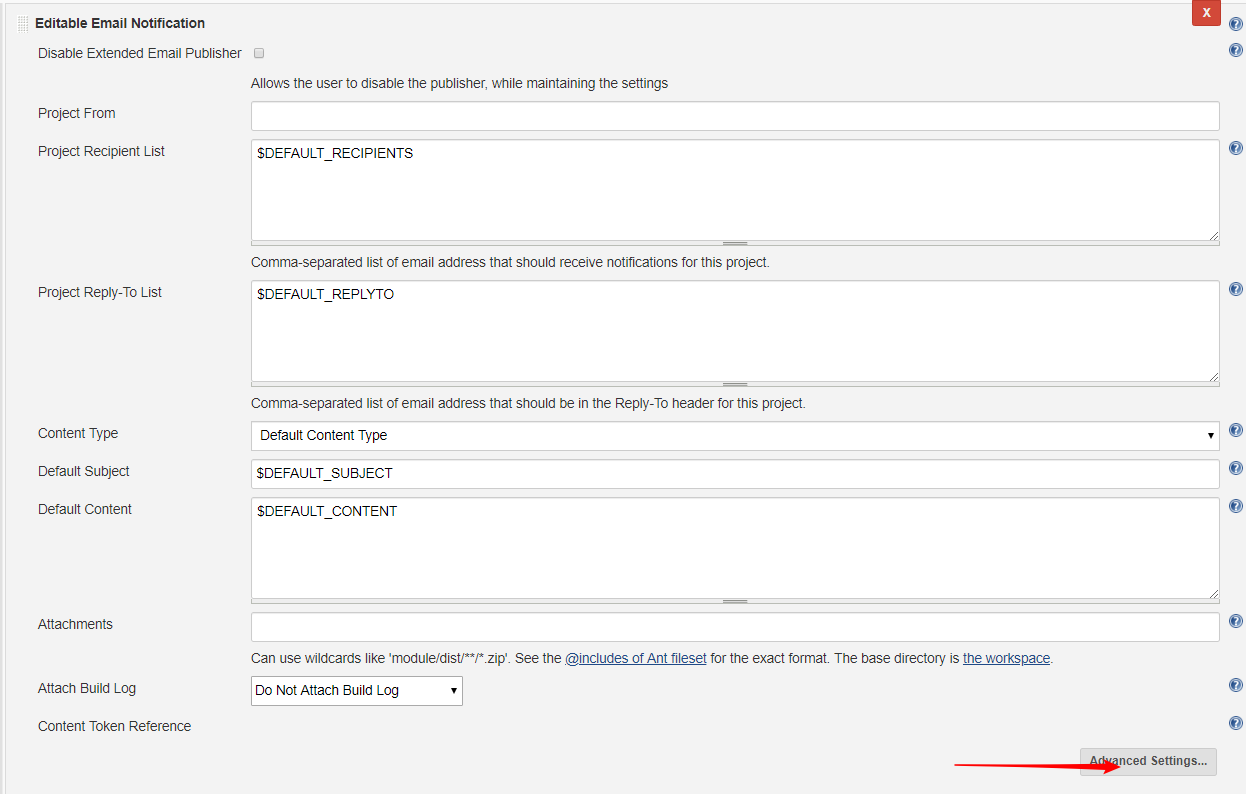 X
Editable Email Notification
Disable Extended Email Publisher
Allows the user to disable the publisher, while maintaining the settings
Project From
Project Recipient List
$DEFAULT_RECIPIENTS
Comma-separated list of email address that should receive notifications for this project.
Project Reply-To List
$DEFAULT_REPLYTO
Comma-separated list of email address that should be in the Reply-To header for this project.
Content Type
Default Content Type
Default Subject
$DEFAULT_SUBJECT
Default Content
$DEFAULT_CONTENT
Attachments
Can use wildcards like 'module/dist/**/*.zip'. See the @includes of Ant fileset for the exact format. The base directory is the workspace.
Attach Build Log
Do Not Attach Build Log
Content Token Reference
Advanced Settings...